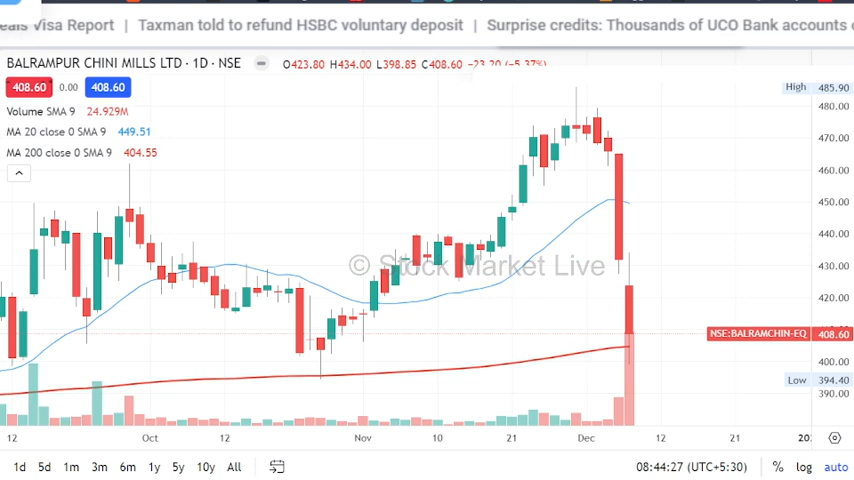 eals Visa Report | Taxman told to refund HSBC voluntary deposit | Surprise credits: Thousands of UCO Bank accounts
BALRAMPUR CHINI MILLS LTD · 1D · NSE O423.80 H434.00 L398.85 C408.60 −23.20 (−5.37%)
408.60 0.00 408.60
High 485.90
Volume SMA 9 24.929M
MA 20 close 0 SMA 9 449.51
MA 200 close 0 SMA 9 404.55
480.00
470.00
460.00
450.00
440.00
430.00
420.00
NSE:BALRAMCHIN-EQ 408.60
400.00
Low 394.40
390.00
© Stock Market Live
12 Oct 12 Nov 10 21 Dec 12 21 20
1d 5d 1m 3m 6m 1y 5y 10y All 08:44:27 (UTC+5:30) % log auto